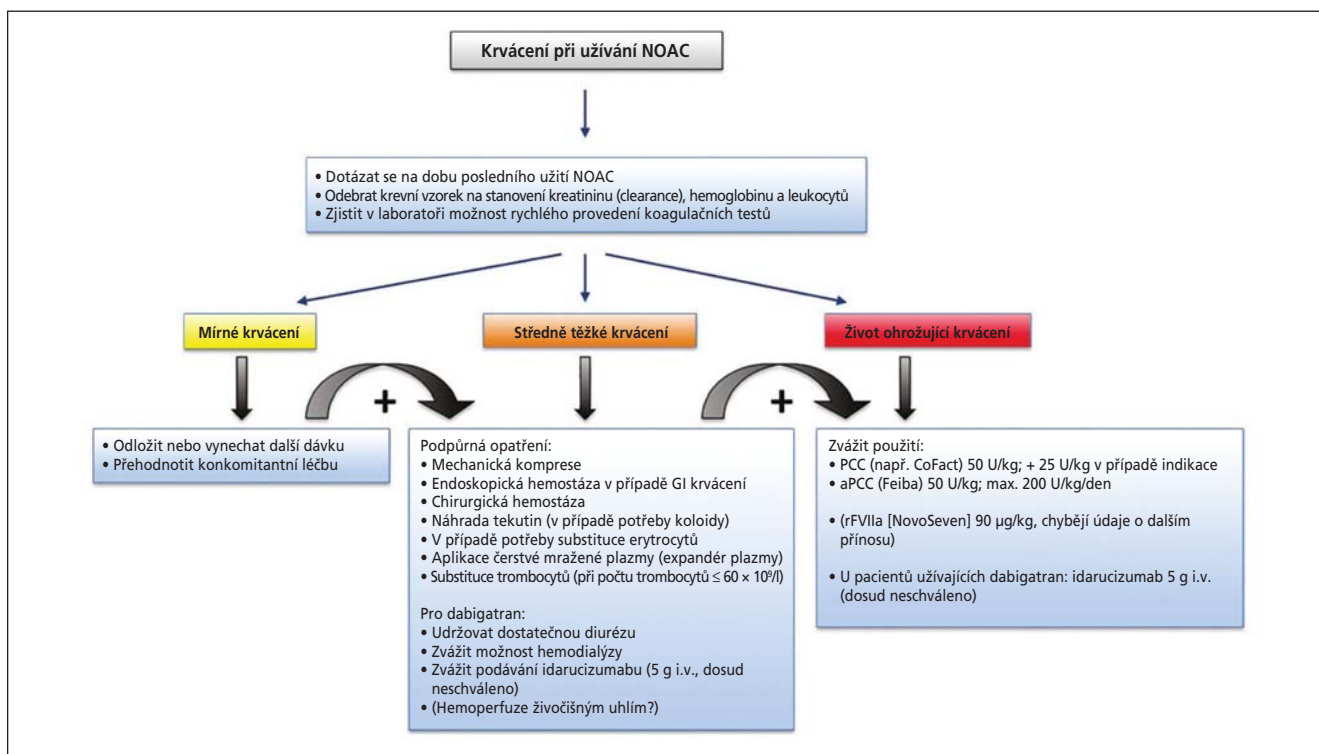 Krvácení při užívání NOAC
• Dotázat se na dobu posledního užití NOAC
• Odebrat krevní vzorek na stanovení kreatininu (clearance), hemoglobinu a leukocytů
• Zjistit v laboratoři možnost rychlého provedení koagulačních testů
Mírné krvácení
Středně těžké krvácení
Život ohrožující krvácení
+
+
• Odložit nebo vynechat další dávku
• Přehodnotit konkomitantní léčbu
Podpůrná opatření:
• Mechanická komprese
• Endoskopická hemostáza v případě GI krvácení
• Chirurgická hemostáza
• Náhrada tekutin (v případě potřeby koloidy)
• V případě potřeby substituce erytrocytů
• Aplikace čerstvé mražené plazmy (expandér plazmy)
• Substituce trombocytů (při počtu trombocytů ≤ 60 × 10⁹/l)
Pro dabigatran:
• Udržovat dostatečnou diurézu
• Zvážit možnost hemodialýzy
• Zvážit podávání idarucizumabu (5 g i.v., dosud
neschváleno)
• (Hemoperfuze živočišným uhlím?)
Zvážit použití:
• PCC (např. CoFact) 50 U/kg; + 25 U/kg v případě indikace
• aPCC (Feiba) 50 U/kg; max. 200 U/kg/den
• (rFVIIa [NovoSeven] 90 µg/kg, chybějí údaje o dalším
přínosu)
• U pacientů užívajících dabigatran: idarucizumab 5 g i.v.
(dosud neschváleno)